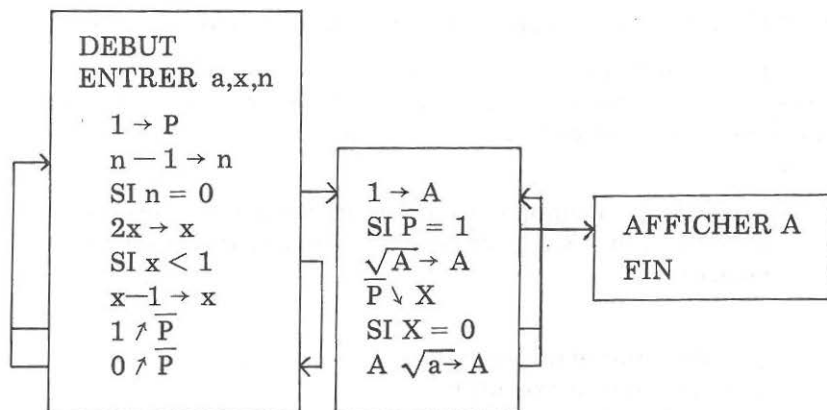 DEBUT
ENTRER a,x,n
1 → P
n − 1 → n
SI n = 0
2x → x
SI x < 1
x−1 → x
1 ↗ P̅
0 ↗ P̅
1 → A
SI P̅ = 1
√A → A
P̅ ↘ X
SI X = 0
A √a → A
AFFICHER A
FIN